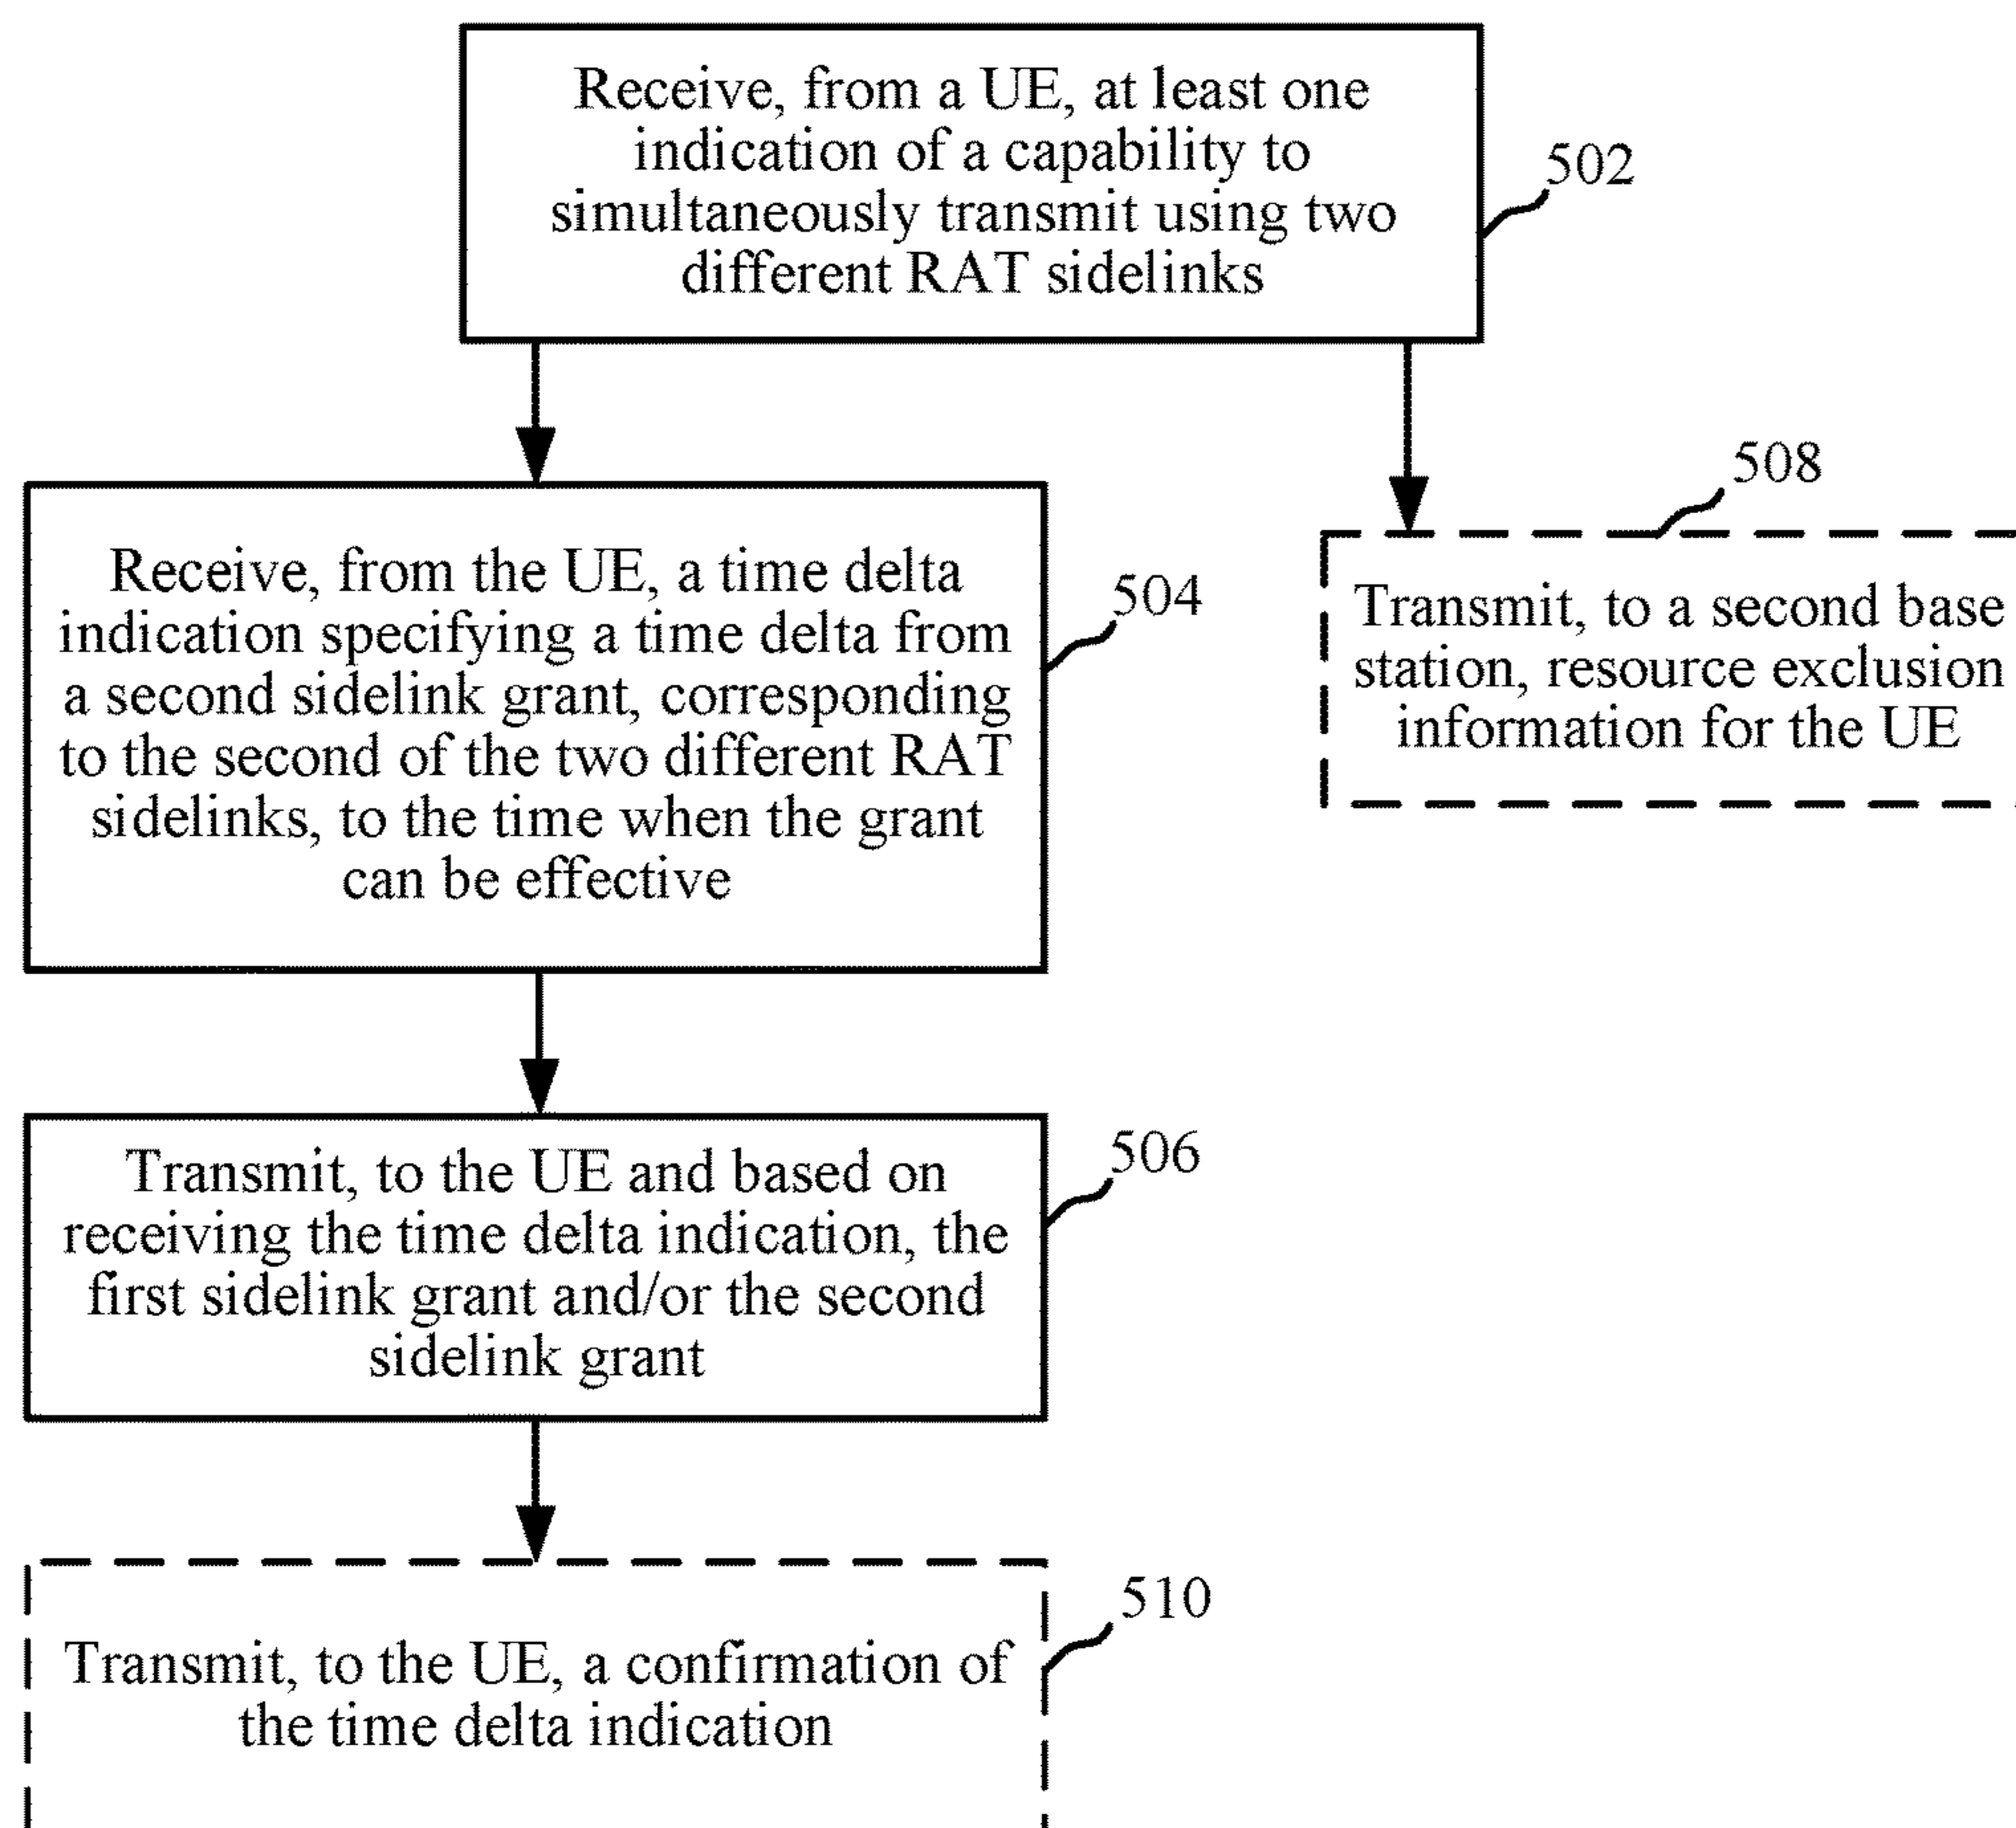 Receive, from a UE, at least one
indication of a capability to
simultaneously transmit using two
different RAT sidelinks
502
Receive, from the UE, a time delta
indication specifying a time delta from
a second sidelink grant, corresponding
to the second of the two different RAT
sidelinks, to the time when the grant
can be effective
504
508
Transmit, to a second base
station, resource exclusion
information for the UE
Transmit, to the UE and based on
receiving the time delta indication, the
first sidelink grant and/or the second
sidelink grant
506
Transmit, to the UE, a confirmation of
the time delta indication
510